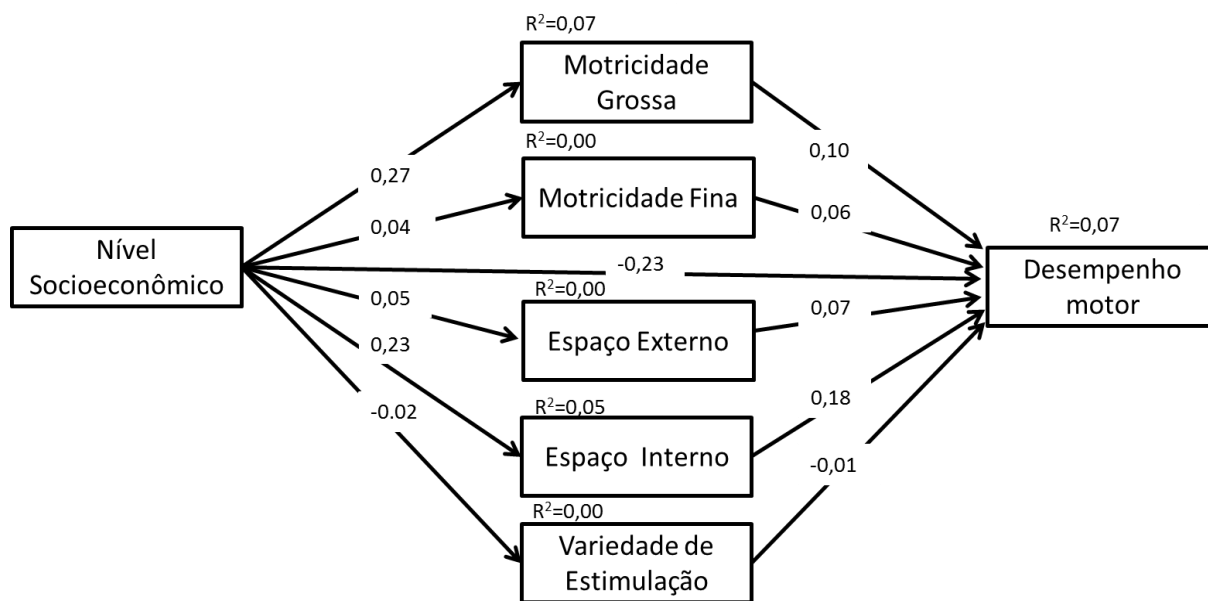 R²=0,07
Motricidade
Grossa
0,27
0,10
R²=0,00
Motricidade Fina
0,04
0,06
Nível
Socioeconômico
-0,23
R²=0,07
Desempenho
motor
0,05
R²=0,00
Espaço Externo
0,07
0,23
R²=0,05
Espaço Interno
0,18
-0.02
R²=0,00
Variedade de
Estimulação
-0,01